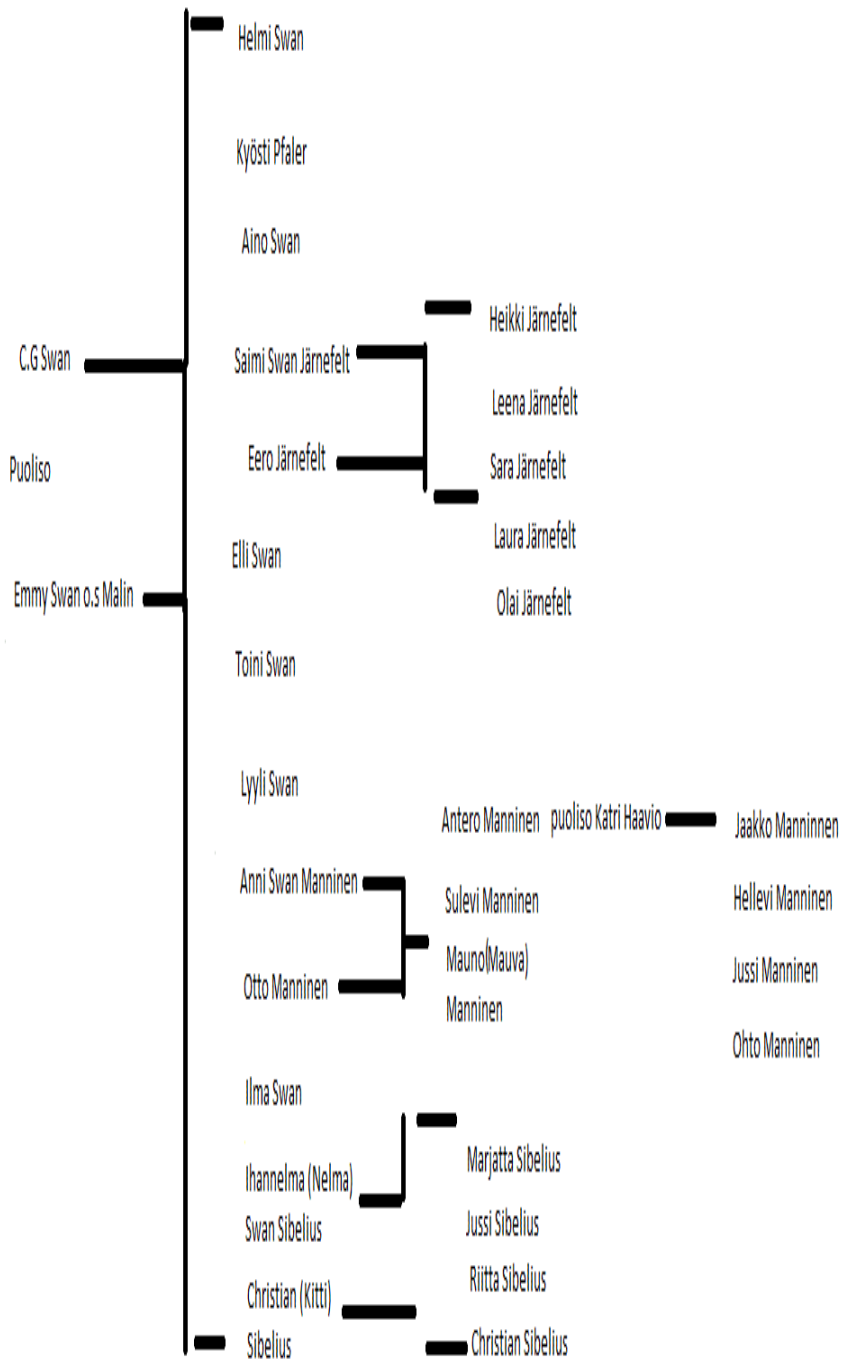 Helmi Swan
Kyösti Pfaler
Aino Swan
Heikki Järnefelt
C.G Swan
Saimi Swan Järnefelt
Leena Järnefelt
Puoliso
Eero Järnefelt
Sara Järnefelt
Laura Järnefelt
Elli Swan
Emmy Swan o.s Malin
Olai Järnefelt
Toini Swan
Lyyli Swan
Antero Manninen puoliso Katri Haavio
Jaakko Manninnen
Anni Swan Manninen
Sulevi Manninen
Hellevi Manninen
Mauno(Mauva)
Manninen
Jussi Manninen
Otto Manninen
Ohto Manninen
Ilma Swan
Ihannelma (Nelma)
Swan Sibelius
Marjatta Sibelius
Jussi Sibelius
Riitta Sibelius
Christian (Kitti)
Sibelius
Christian Sibelius